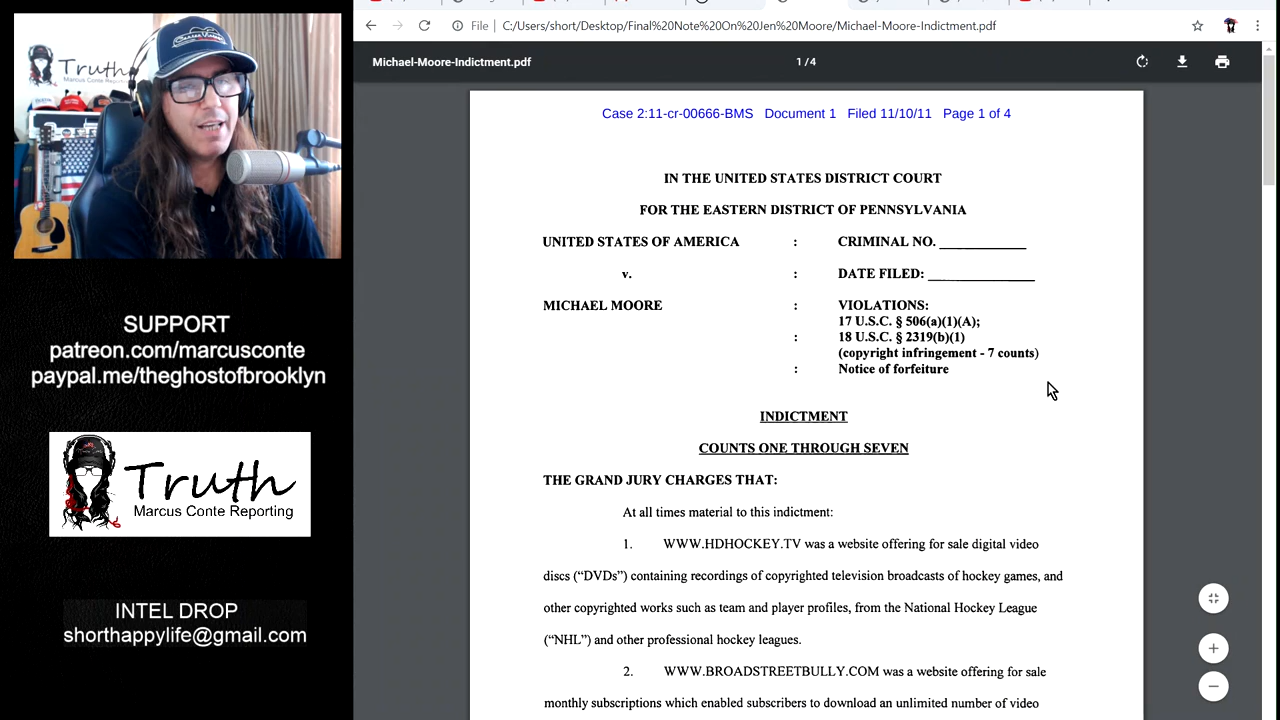 File
C:/Users/short/Desktop/Final%20Note%20On%20Jen%20Moore/Michael-Moore-Indictment.pdf
Michael-Moore-Indictment.pdf
1 / 4
Truth
Marcus Conte Reporting
SUPPORT
patreon.com/marcusconte
paypal.me/theghostofbrooklyn
Truth
Marcus Conte Reporting
INTEL DROP
shorthappylife@gmail.com
Case 2:11-cr-00666-BMS Document 1 Filed 11/10/11 Page 1 of 4
IN THE UNITED STATES DISTRICT COURT
FOR THE EASTERN DISTRICT OF PENNSYLVANIA
UNITED STATES OF AMERICA : CRIMINAL NO. ____________
v. : DATE FILED: ______________
MICHAEL MOORE : VIOLATIONS:
17 U.S.C. § 506(a)(1)(A);
: 18 U.S.C. § 2319(b)(1)
(copyright infringement - 7 counts)
: Notice of forfeiture
INDICTMENT
COUNTS ONE THROUGH SEVEN
THE GRAND JURY CHARGES THAT:
At all times material to this indictment:
1. WWW.HDHOCKEY.TV was a website offering for sale digital video
discs (“DVDs”) containing recordings of copyrighted television broadcasts of hockey games, and
other copyrighted works such as team and player profiles, from the National Hockey League
(“NHL”) and other professional hockey leagues.
2. WWW.BROADSTREETBULLY.COM was a website offering for sale
monthly subscriptions which enabled subscribers to download an unlimited number of video